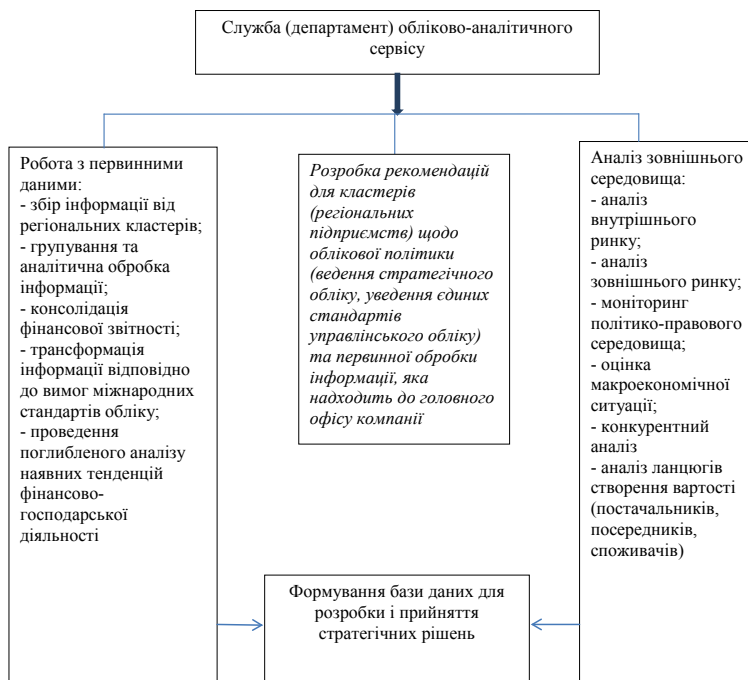 Служба (департамент) обліково-аналітичного
сервісу
Робота з первинними
даними:
- збір інформації від
регіональних кластерів;
- групування та
аналітична обробка
інформації;
- консолідація
фінансової звітності;
- трансформація
інформації відповідно
до вимог міжнародних
стандартів обліку;
- проведення
поглибленого аналізу
наявних тенденцій
фінансово-
господарської
діяльності
Розробка рекомендацій
для кластерів
(регіональних
підприємств) щодо
облікової політики
(ведення стратегічного
обліку, уведення єдиних
стандартів
управлінського обліку)
та первинної обробки
інформації, яка
надходить до головного
офісу компанії
Аналіз зовнішнього
середовища:
- аналіз
внутрішнього
ринку;
- аналіз
зовнішнього ринку;
- моніторинг
політико-правового
середовища;
- оцінка
макроекономічної
ситуації;
- конкурентний
аналіз
- аналіз ланцюгів
створення вартості
(постачальників,
посередників,
споживачів)
Формування бази даних для
розробки і прийняття
стратегічних рішень